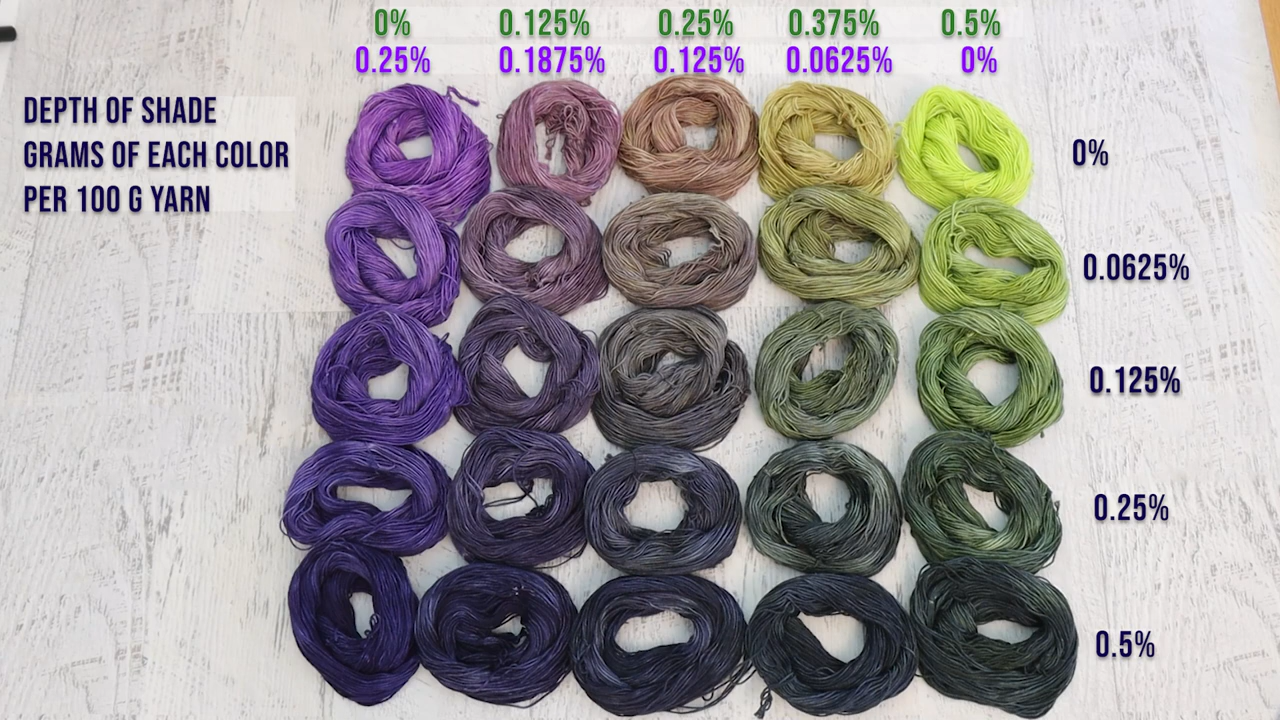 0% 0.125% 0.25% 0.375% 0.5%
0.25% 0.1875% 0.125% 0.0625% 0%
DEPTH OF SHADE
GRAMS OF EACH COLOR
PER 100 G YARN
0%
0.0625%
0.125%
0.25%
0.5%